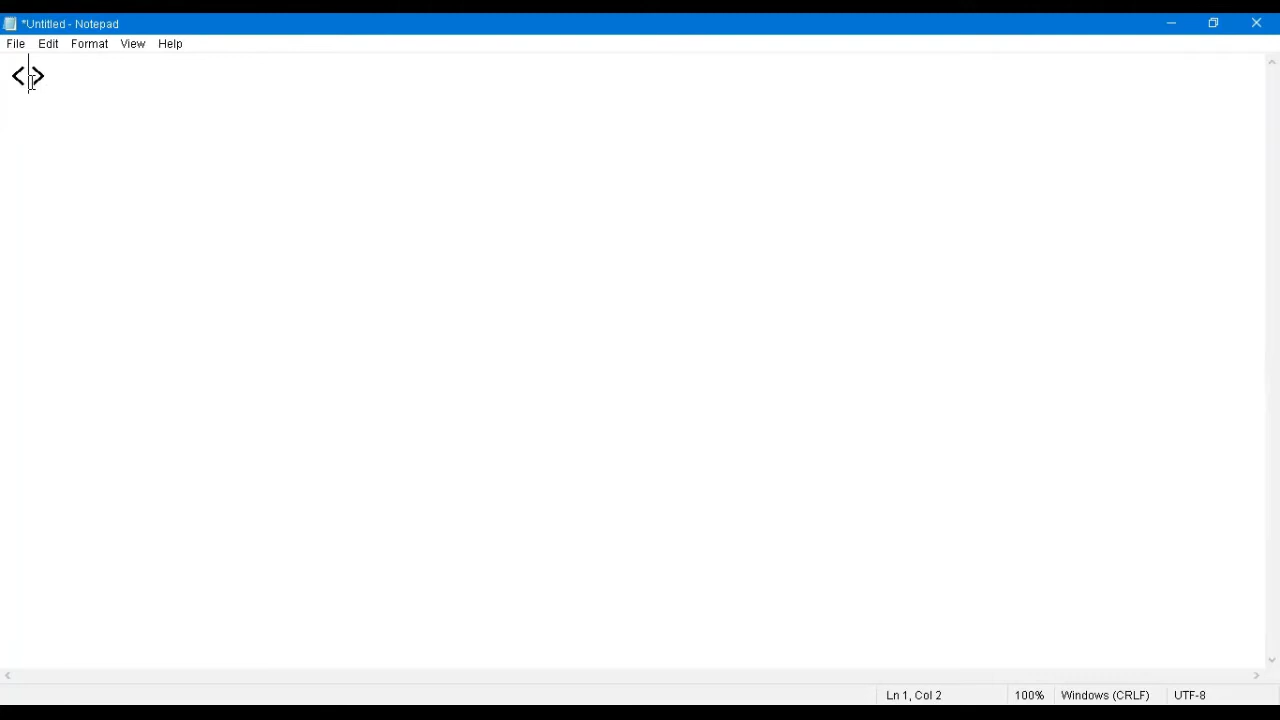 *Untitled - Notepad
File Edit Format View Help
<>
Ln 1, Col 2 100% Windows (CRLF) UTF-8